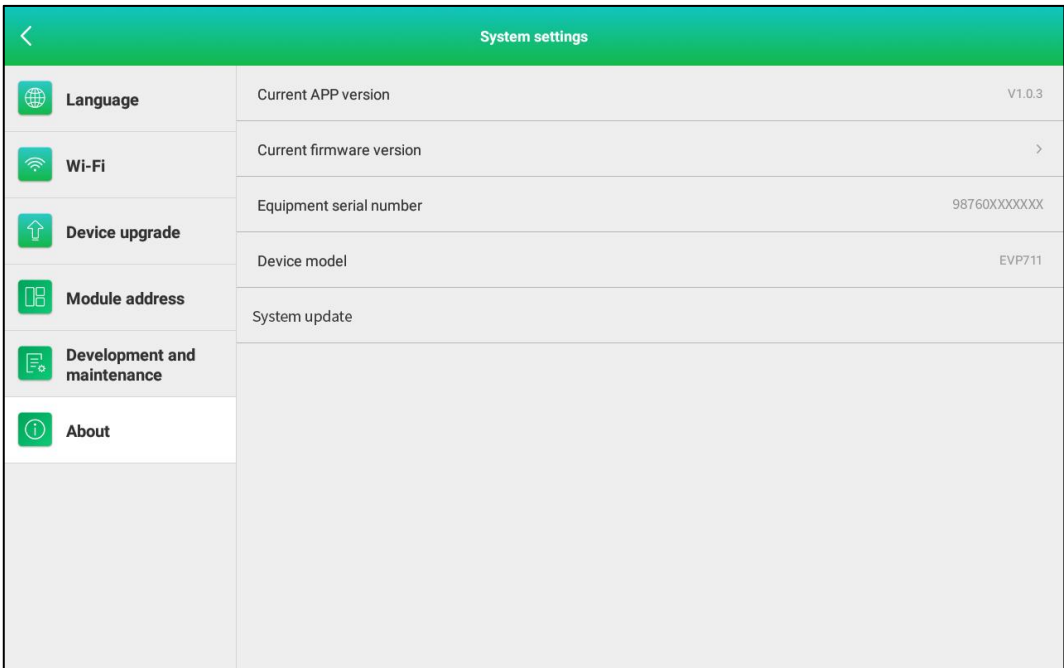 System settings
Language
Wi-Fi
Device upgrade
Module address
Development and
maintenance
About
Current APP version V1.0.3
Current firmware version >
Equipment serial number 98760XXXXXXX
Device model EVP711
System update